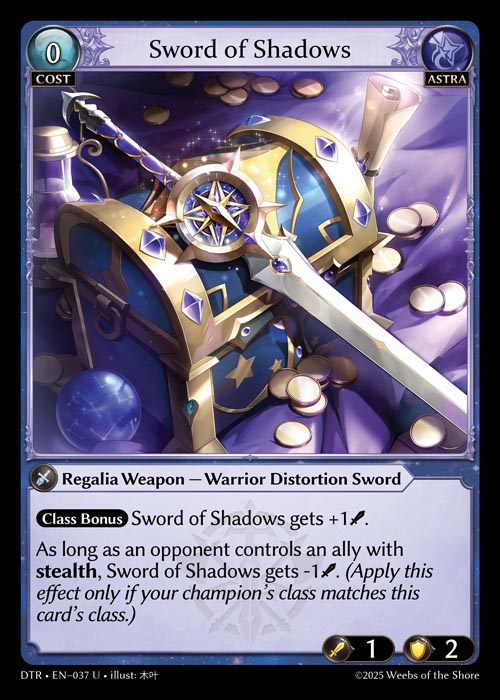 0
Sword of Shadows
COST
ASTRA
Regalia Weapon — Warrior Distortion Sword
Class Bonus Sword of Shadows gets +1.
As long as an opponent controls an ally with
stealth, Sword of Shadows gets -1. (Apply this
effect only if your champion's class matches this
card's class.)
1 2
DTR • EN-037 U • illust: 木叶
©2025 Weebs of the Shore